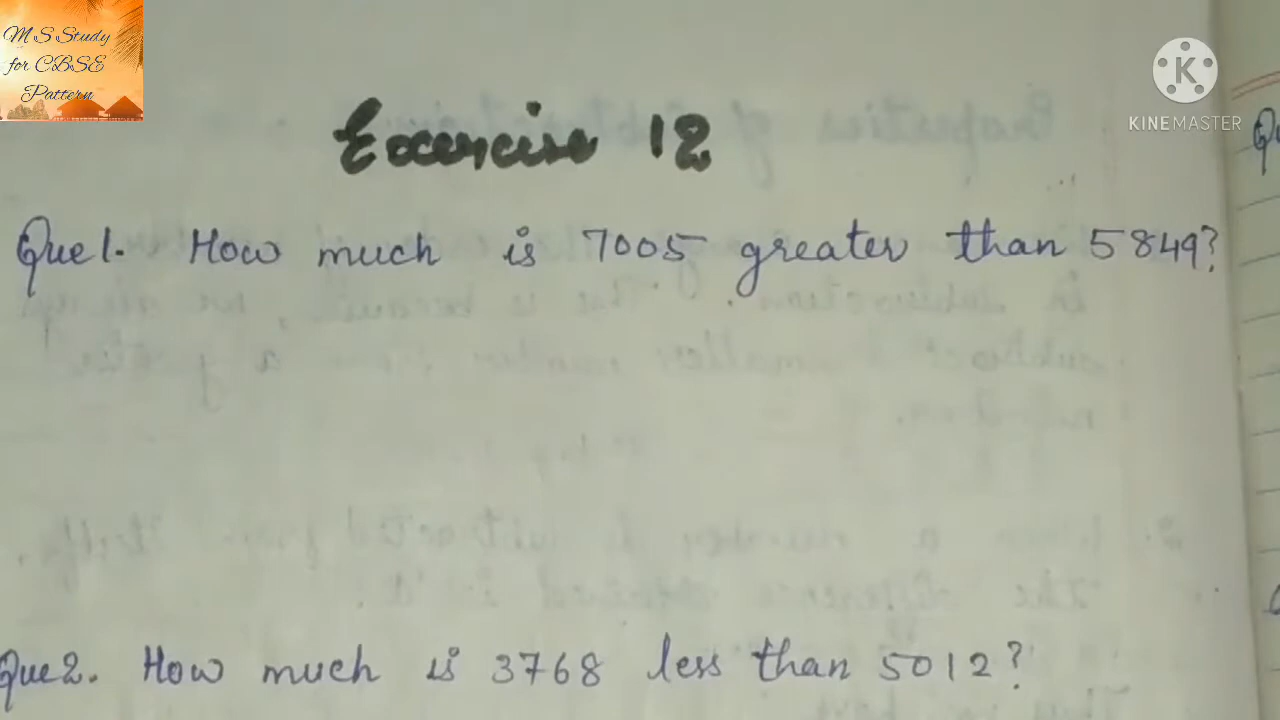 M S Study
for CBSE
Pattern
KINEMASTER
Exercise 12
Que1. How much is 7005 greater than 5849?
Que2. How much is 3768 less than 5012?